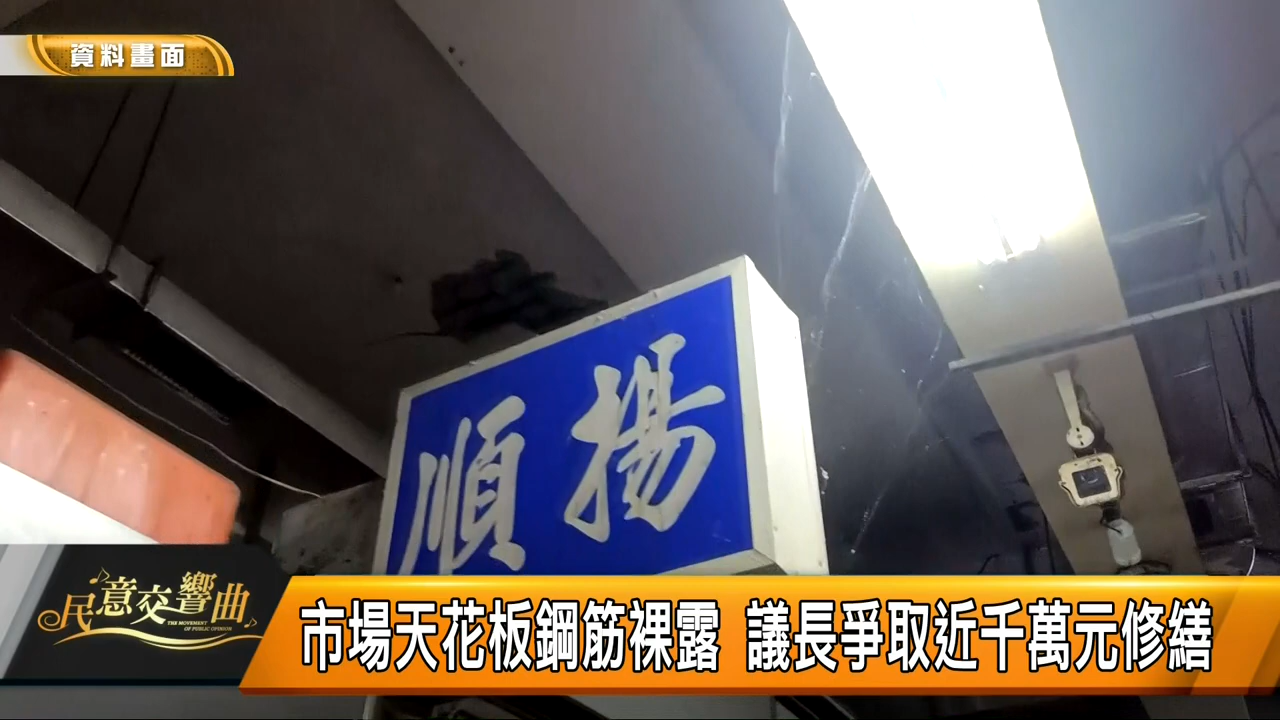 資料畫面
順揚
民意交響曲
THE MOVEMENT
OF PUBLIC OPINION
市場天花板鋼筋裸露 議長爭取近千萬元修繕